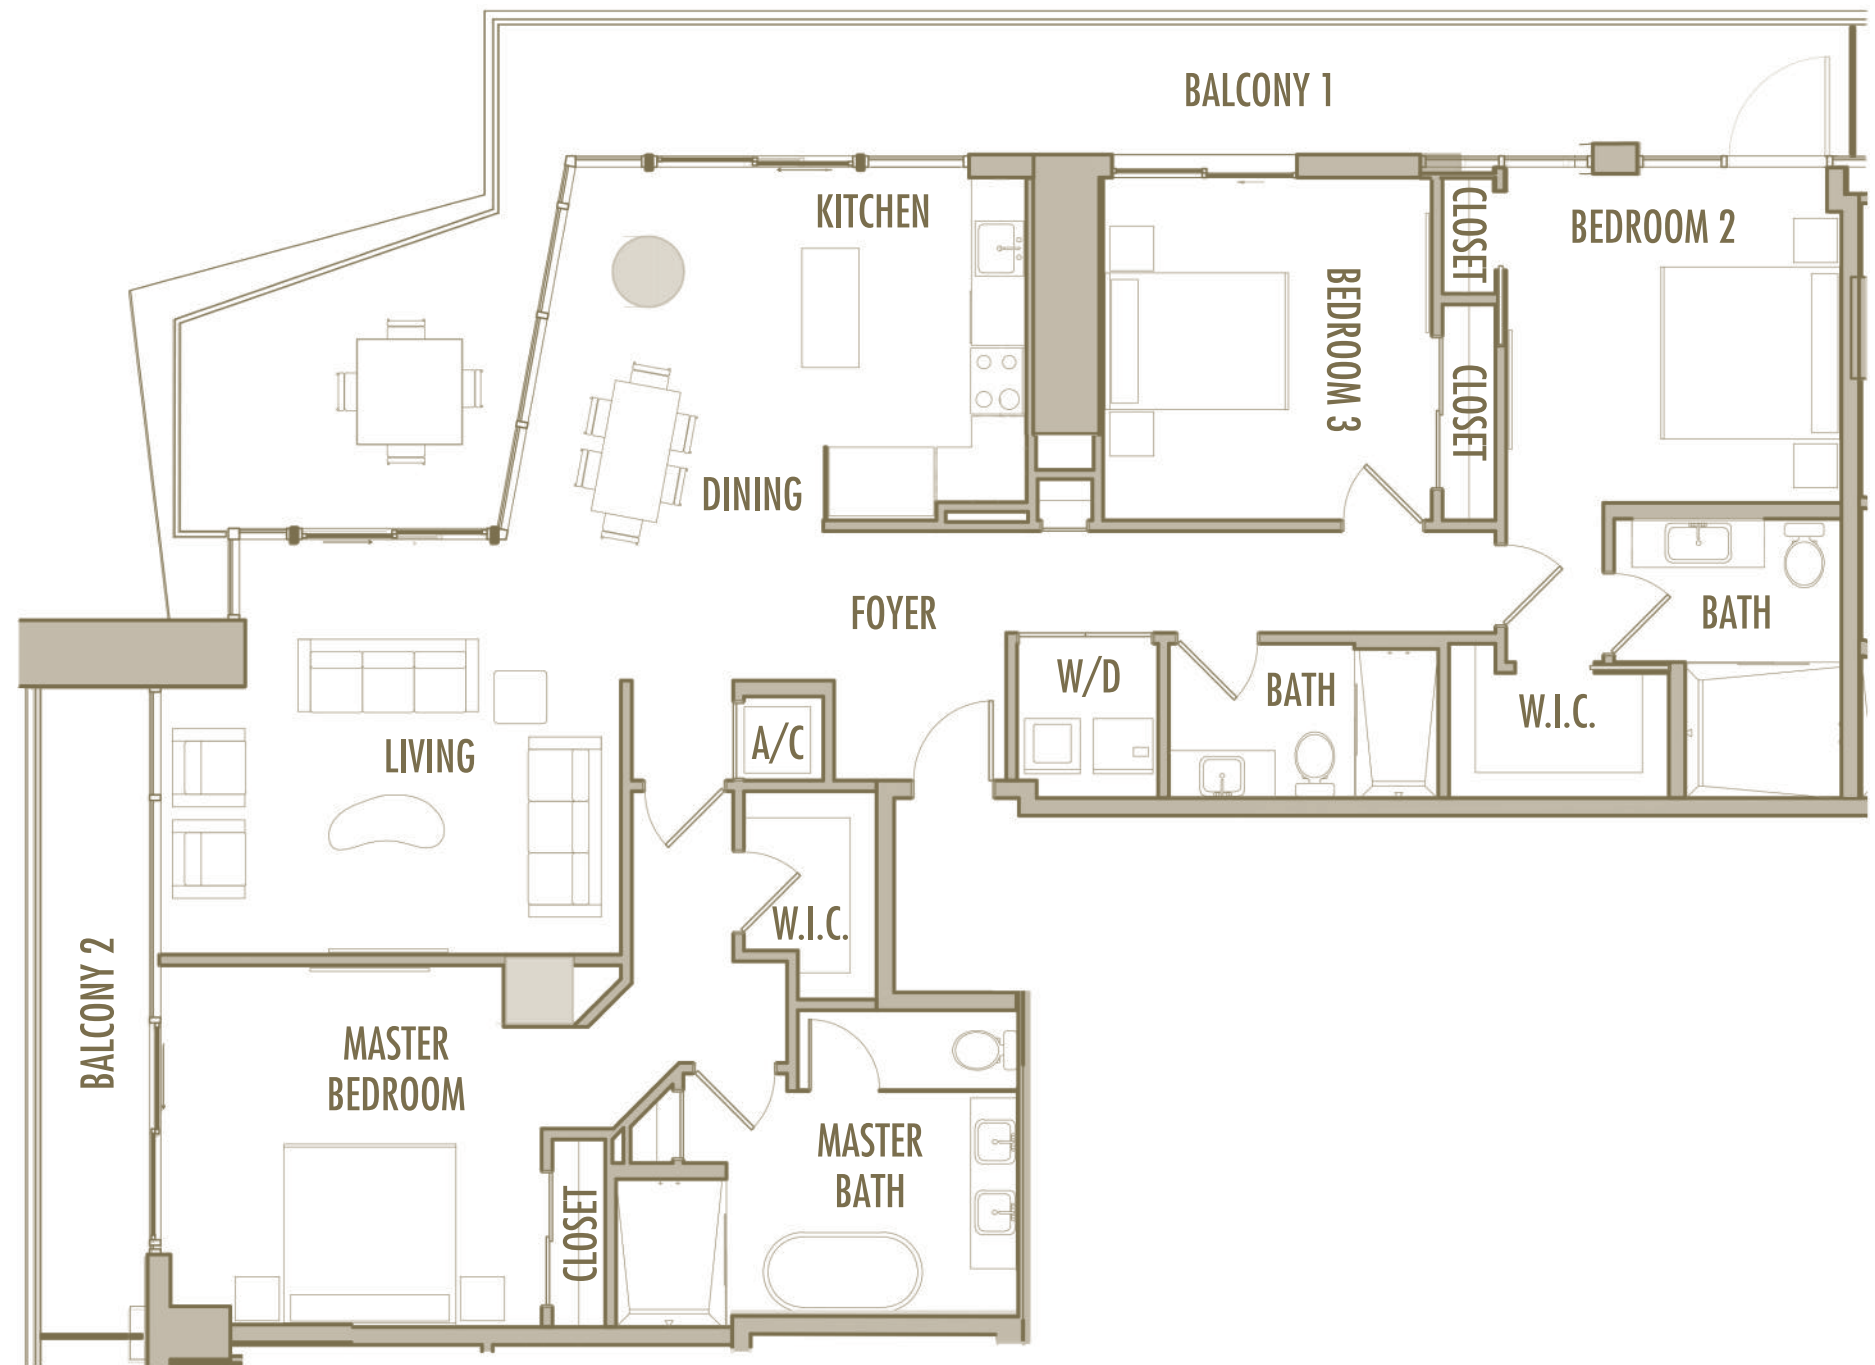 BALCONY 1
KITCHEN
CLOSET
BEDROOM 2
BEDROOM 3
CLOSET
DINING
FOYER
BATH
W/D
BATH
W.I.C.
A/C
LIVING
W.I.C.
BALCONY 2
MASTER
BEDROOM
MASTER
BATH
CLOSET